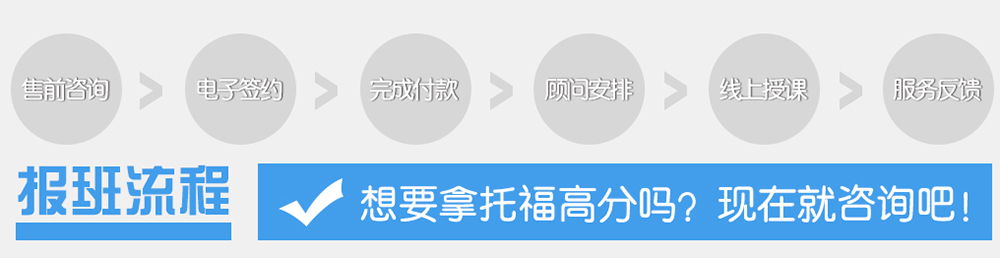 售前咨询 电子签约 完成付款 顾问安排 线上授课 服务反馈
报班流程
想要拿托福高分吗？现在就咨询吧！